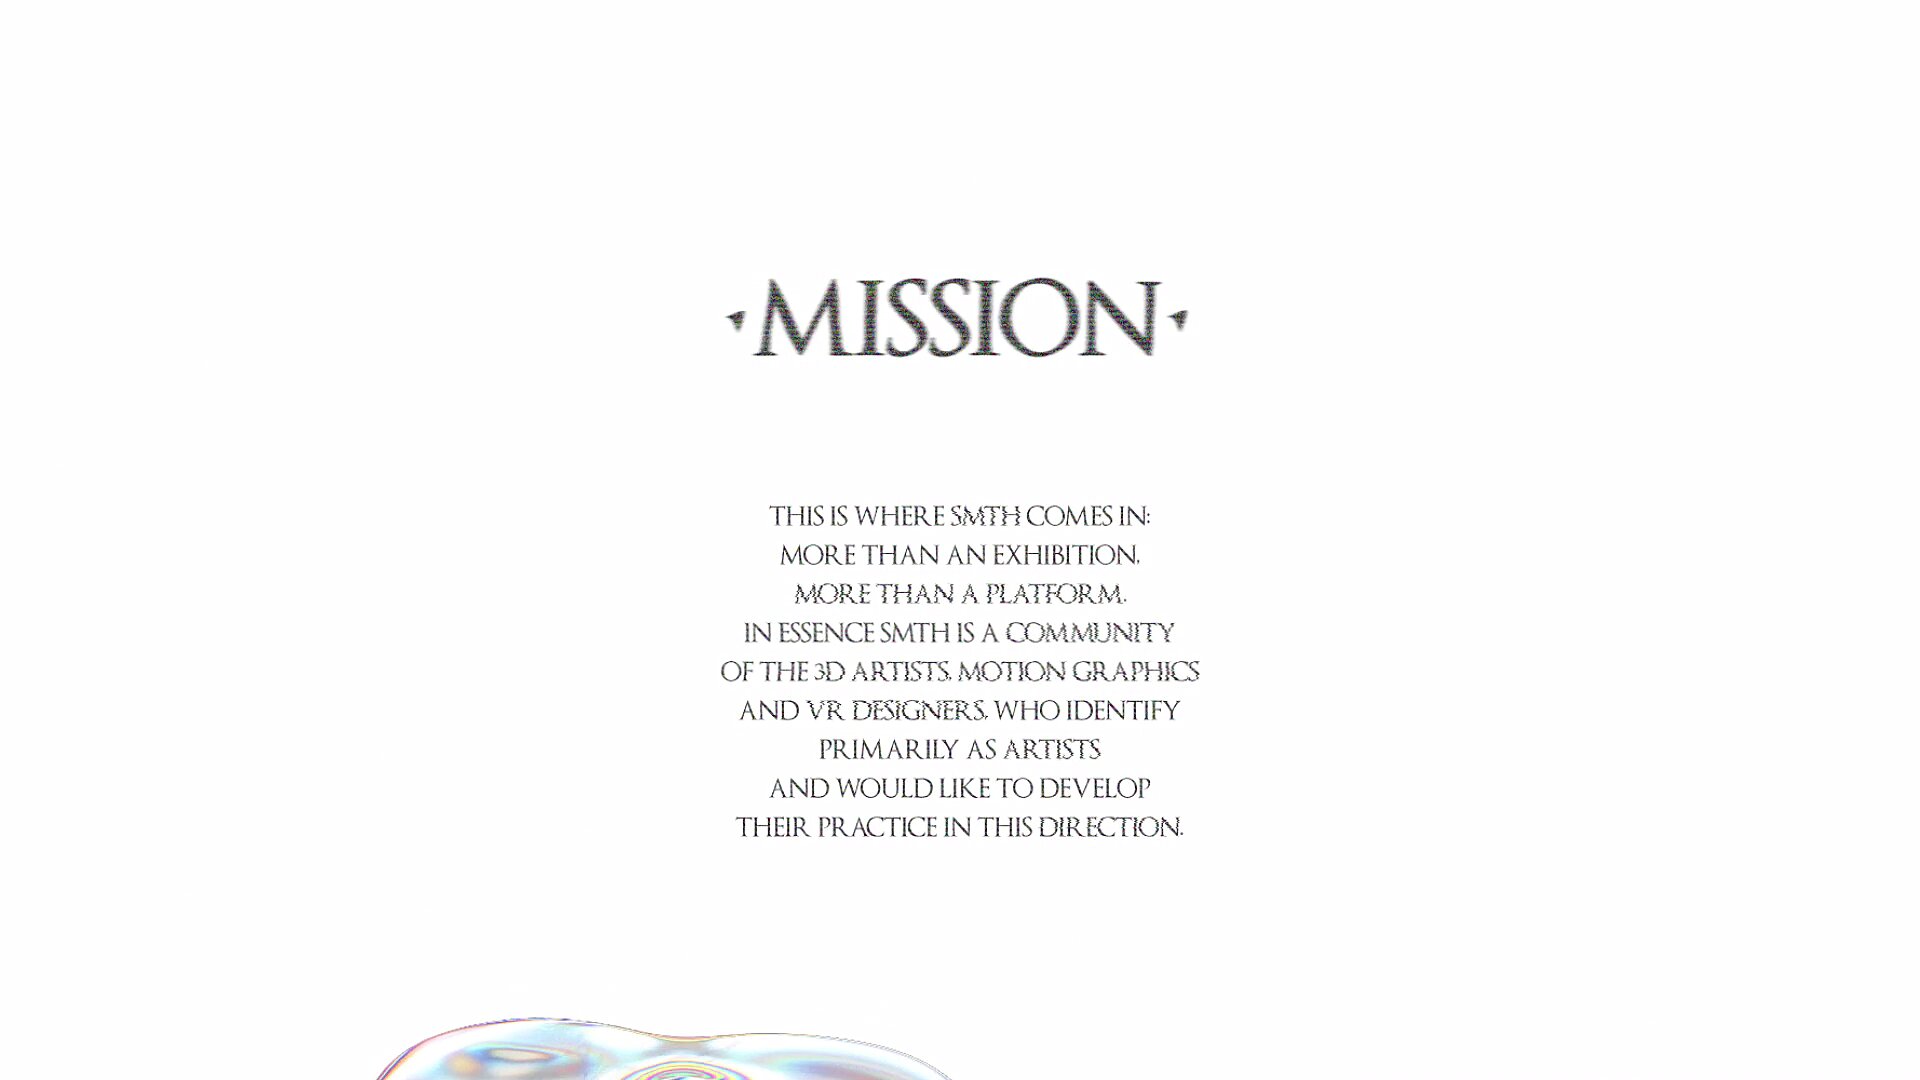 ·MISSION·
THIS IS WHERE SMTH COMES IN:
MORE THAN AN EXHIBITION,
MORE THAN A PLATFORM.
IN ESSENCE SMTH IS A COMMUNITY
OF THE 3D ARTISTS, MOTION GRAPHICS
AND VR DESIGNERS, WHO IDENTIFY
PRIMARILY AS ARTISTS
AND WOULD LIKE TO DEVELOP
THEIR PRACTICE IN THIS DIRECTION.